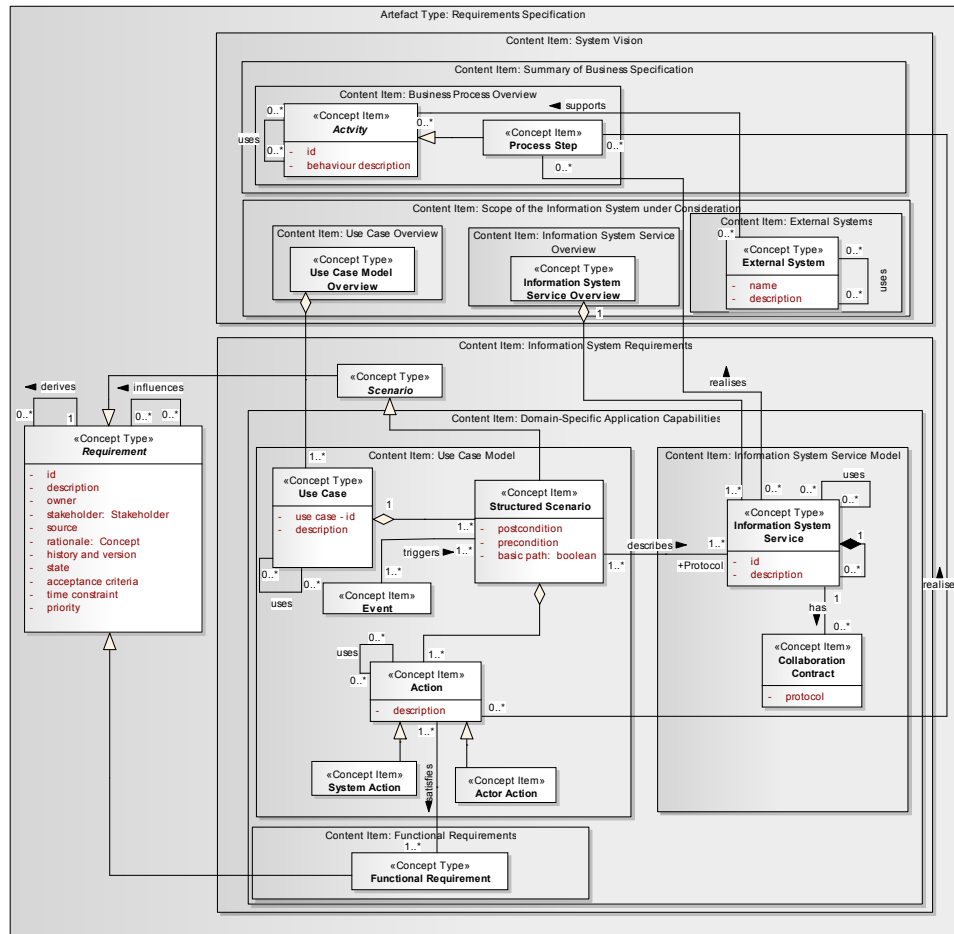 Artefact Type: Requirements Specification
Content Item: System Vision
Content Item: Summary of Business Specification
Content Item: Business Process Overview
0..*
«Concept Item»
Actvity
- id
- behaviour description
uses
0..*
0..*
supports
«Concept Item»
Process Step
0..*
0..*
Content Item: Scope of the Information System under Consideration
Content Item: Use Case Overview
«Concept Type»
Use Case Model
Overview
Content Item: Information System Service
Overview
«Concept Type»
Information System
Service Overview
1
Content Item: External Systems
0..*
«Concept Type»
External System
- name
- description
0..*
0..*
uses
Content Item: Information System Requirements
«Concept Type»
Scenario
realises
derives
influences
0..*
1
0..*
0..*
«Concept Type»
Requirement
- id
- description
- owner
- stakeholder: Stakeholder
- source
- rationale: Concept
- history and version
- state
- acceptance criteria
- time constraint
- priority
Content Item: Domain-Specific Application Capabilities
Content Item: Use Case Model
1..*
«Concept Type»
Use Case
- use case - id
- description
0..*
0..*
uses
1
1..*
«Concept Item»
Structured Scenario
- postcondition
- precondition
- basic path: boolean
triggers
1..*
1..*
«Concept Item»
Event
describes
1..*
1..*
+Protocol
Content Item: Information System Service Model
uses
1..*
0..*
0..*
0..*
«Concept Type»
Information System
Service
- id
- description
1
0..*
1
has
0..*
«Concept Item»
Collaboration
Contract
- protocol
realise
0..*
uses
0..*
1..*
«Concept Item»
Action
- description
0..*
1..*
«Concept Item»
System Action
satisfies
«Concept Item»
Actor Action
Content Item: Functional Requirements
1..*
«Concept Type»
Functional Requirement